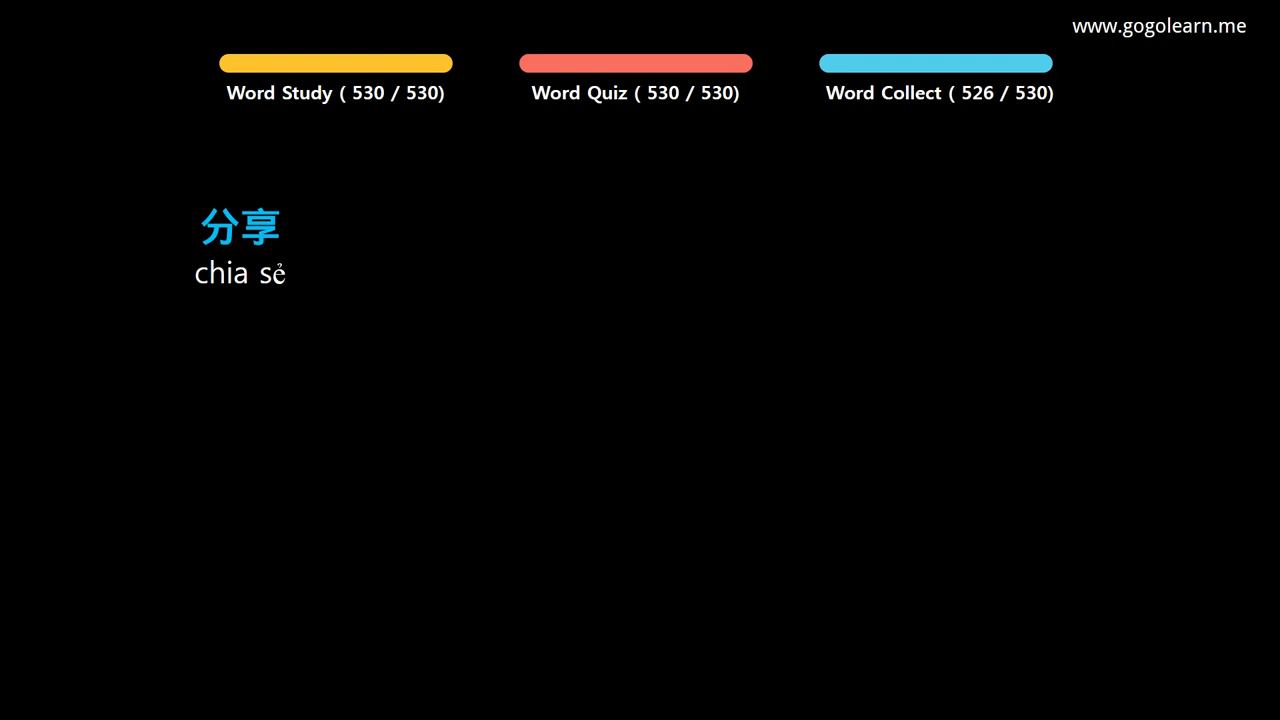 www.gogolearn.me
Word Study ( 530 / 530)
Word Quiz ( 530 / 530)
Word Collect ( 526 / 530)
分享
chia sẻ